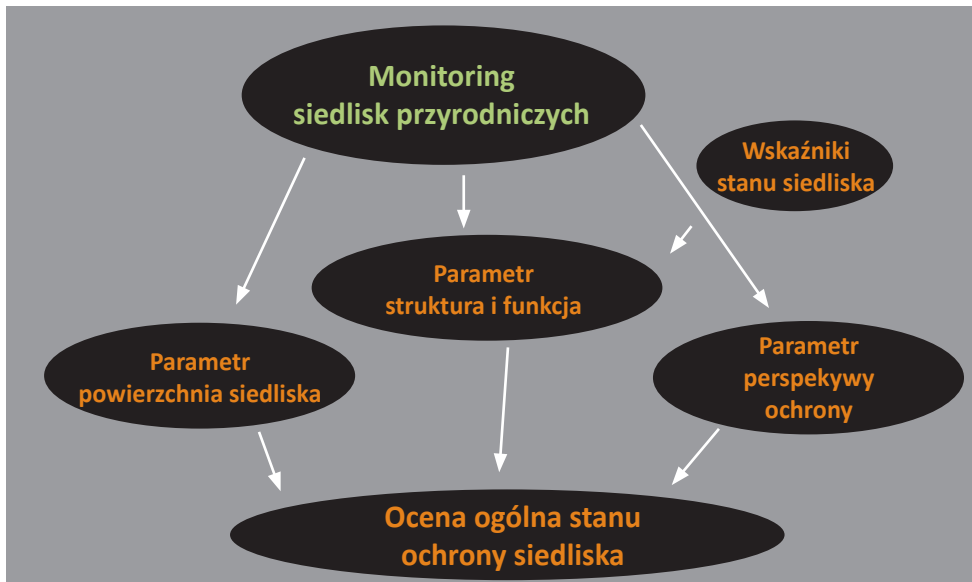 Monitoring
siedlisk przyrodniczych
Wskaźniki
stanu siedliska
Parametr
struktura i funkcja
Parametr
powierzchnia siedliska
Parametr
perspekywy
ochrony
Ocena ogólna stanu
ochrony siedliska